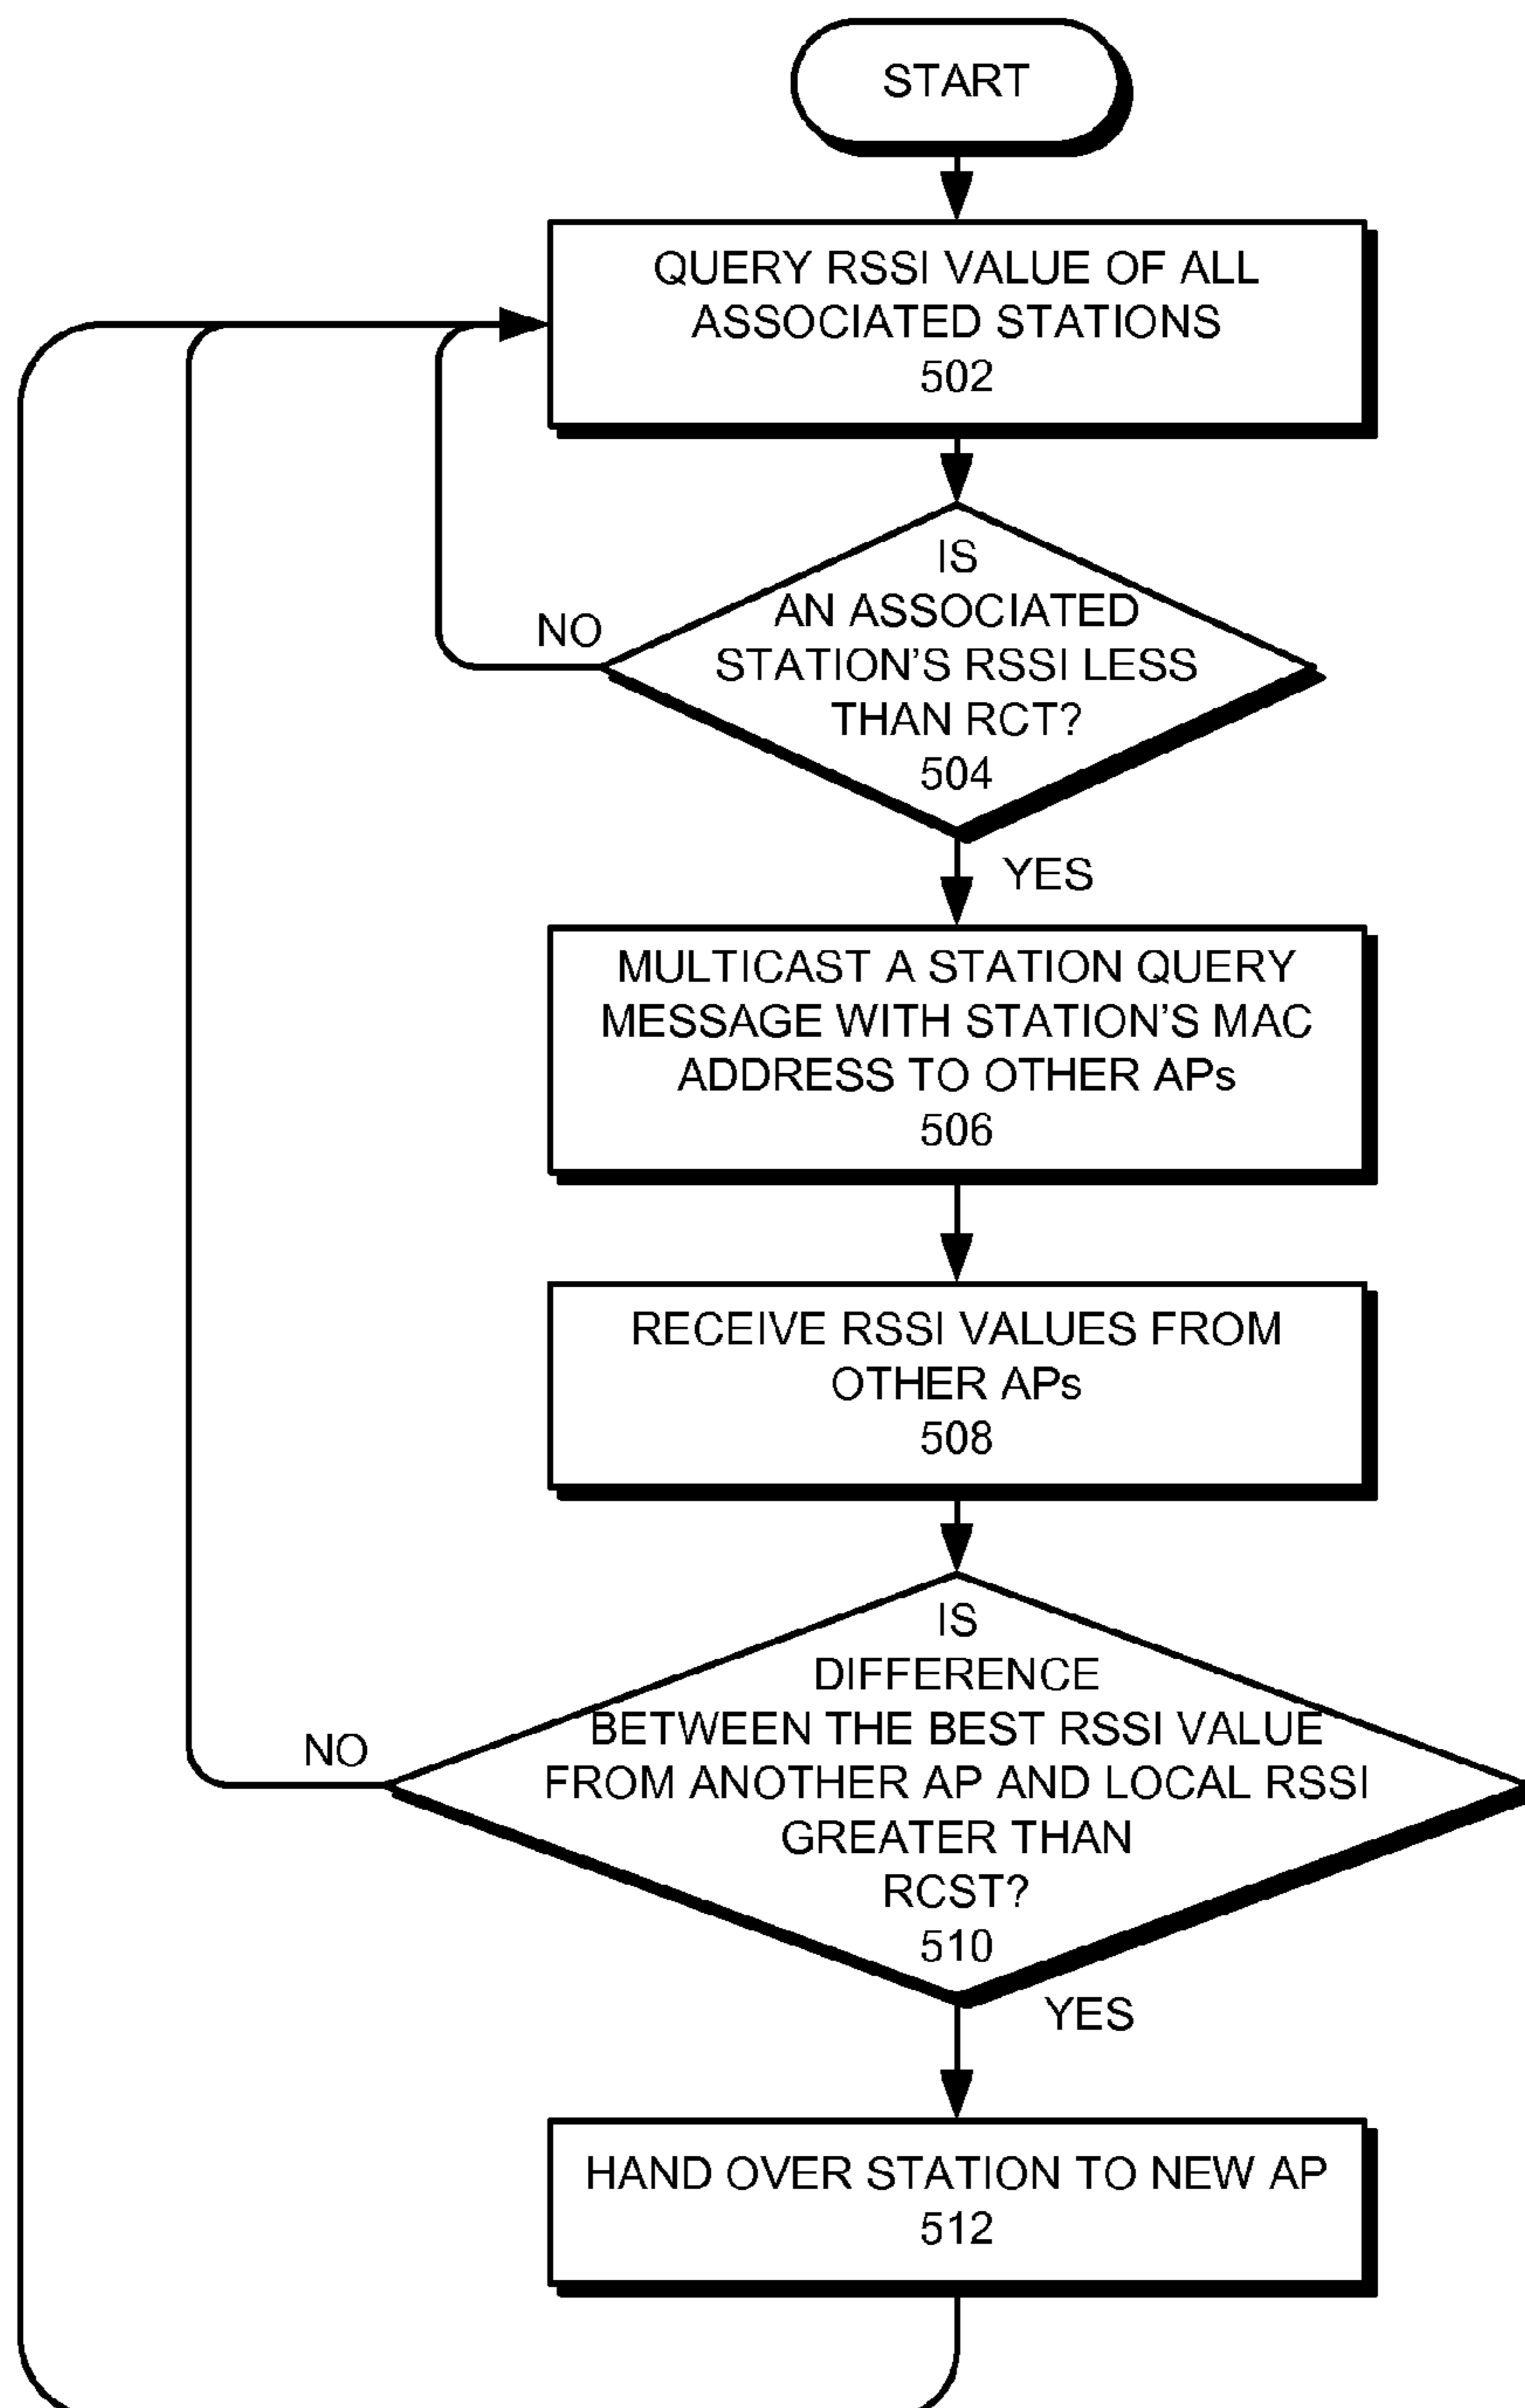 START
QUERY RSSI VALUE OF ALL
ASSOCIATED STATIONS
502
IS
AN ASSOCIATED
STATION'S RSSI LESS
THAN RCT?
504
NO
YES
MULTICAST A STATION QUERY
MESSAGE WITH STATION'S MAC
ADDRESS TO OTHER APs
506
RECEIVE RSSI VALUES FROM
OTHER APs
508
IS
DIFFERENCE
BETWEEN THE BEST RSSI VALUE
FROM ANOTHER AP AND LOCAL RSSI
GREATER THAN
RCST?
510
NO
YES
HAND OVER STATION TO NEW AP
512